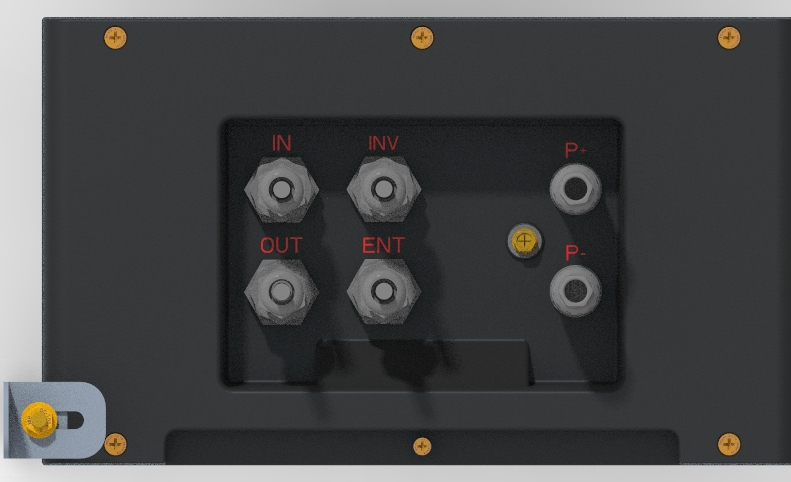 IN INV
P+
OUT ENT
P-